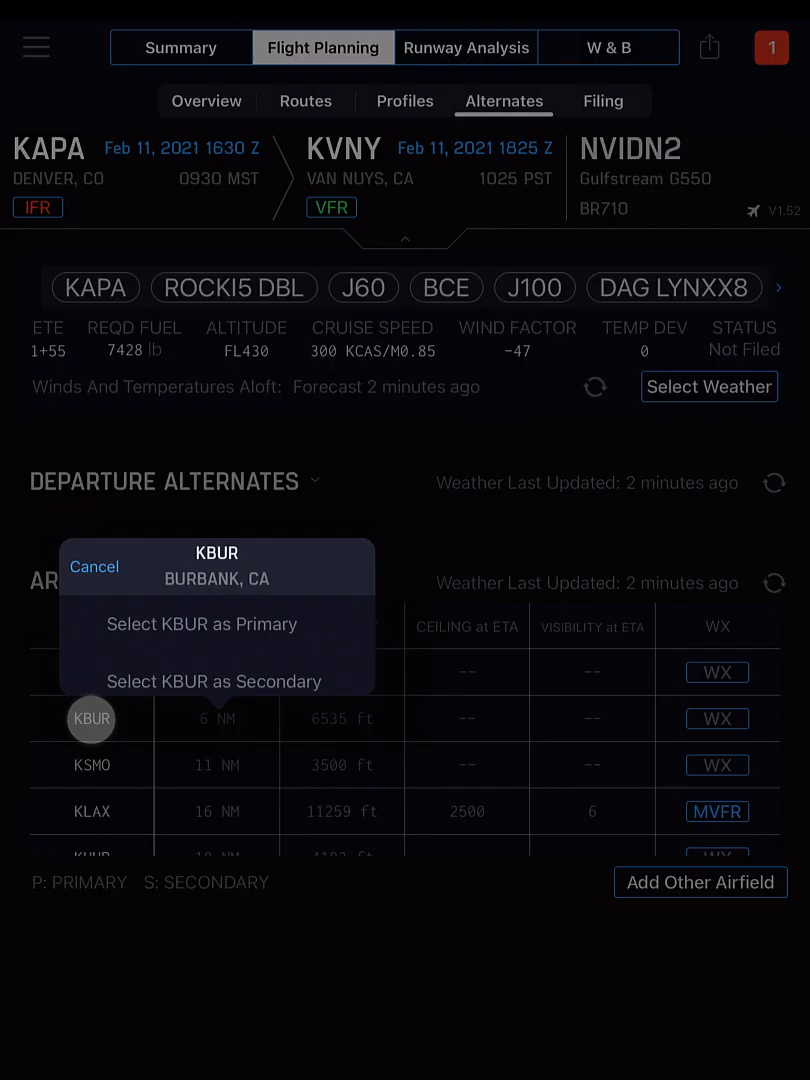 Summary Flight Planning Runway Analysis W & B 1
Overview Routes Profiles Alternates Filing
KAPA Feb 11, 2021 1630 Z KVNY Feb 11, 2021 1825 Z NVIDN2
DENVER, CO 0930 MST VAN NUYS, CA 1025 PST Gulfstream G550
IFR VFR BR710 V1.52
KAPA ROCKI5 DBL J60 BCE J100 DAG LYNXX8
ETE REQD FUEL ALTITUDE CRUISE SPEED WIND FACTOR TEMP DEV STATUS
1+55 7428 lb FL430 300 KCAS/M0.85 -47 0 Not Filed
Winds And Temperatures Aloft: Forecast 2 minutes ago Select Weather
DEPARTURE ALTERNATES Weather Last Updated: 2 minutes ago
Cancel KBUR
BURBANK, CA
AR Weather Last Updated: 2 minutes ago
Select KBUR as Primary CEILING at ETA VISIBILITY at ETA WX
-- -- WX
Select KBUR as Secondary
KBUR 6 NM 6535 ft -- -- WX
KSMO 11 NM 3500 ft -- -- WX
KLAX 16 NM 11259 ft 2500 6 MVFR
P: PRIMARY S: SECONDARY Add Other Airfield